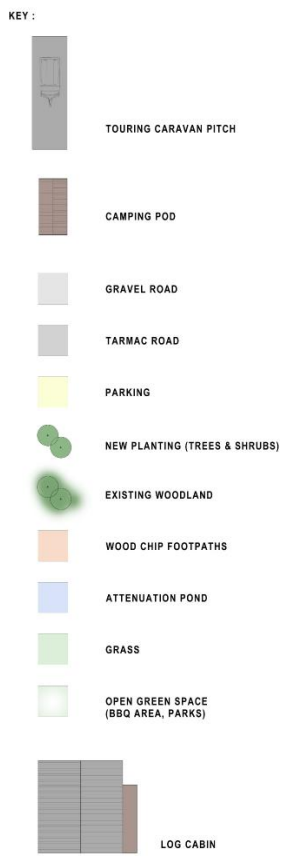 KEY :
TOURING CARAVAN PITCH
CAMPING POD
GRAVEL ROAD
TARMAC ROAD
PARKING
NEW PLANTING (TREES & SHRUBS)
EXISTING WOODLAND
WOOD CHIP FOOTPATHS
ATTENUATION POND
GRASS
OPEN GREEN SPACE
(BBQ AREA, PARKS)
LOG CABIN